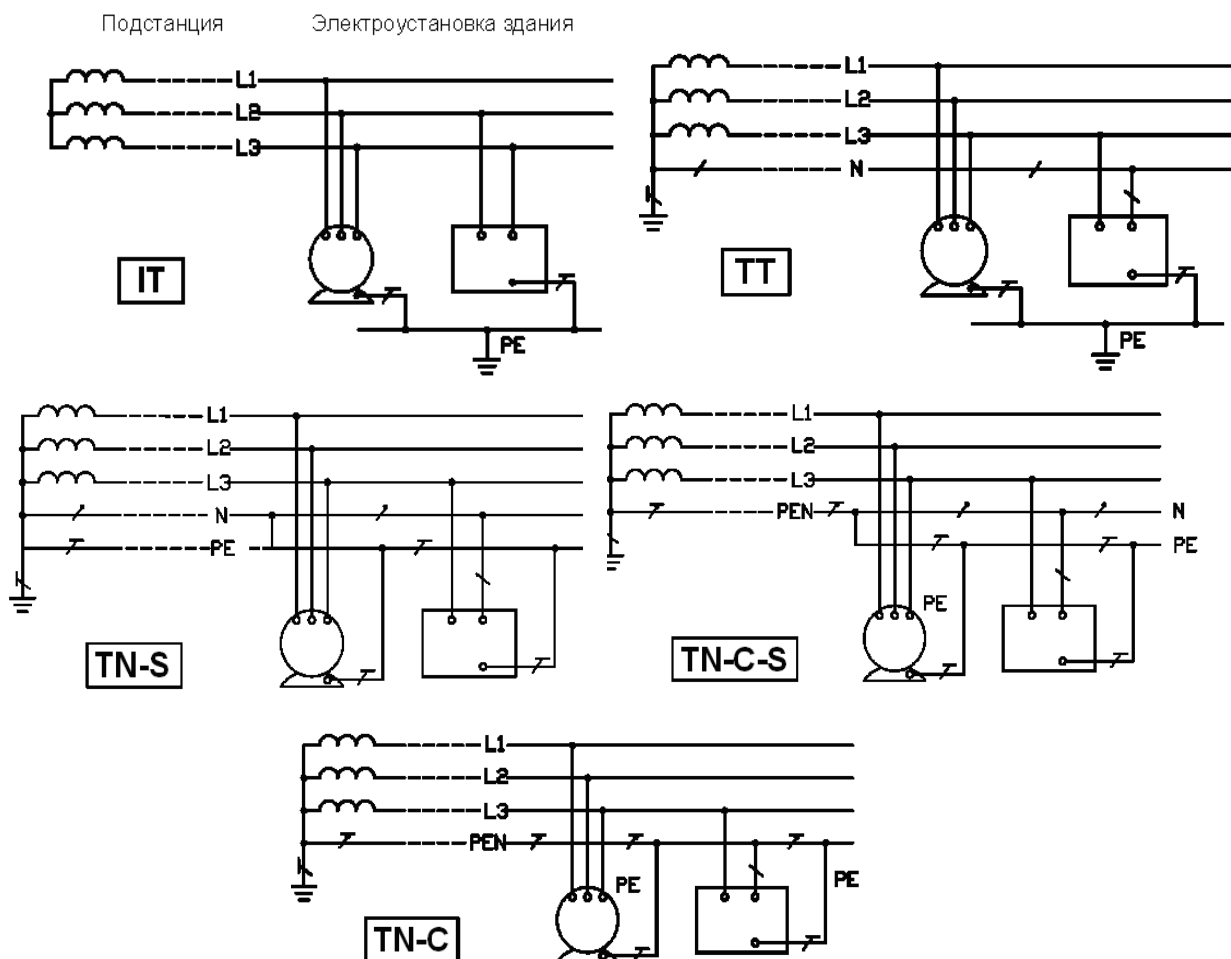 Подстанция Электроустановка здания
L1
L2
L3
IT
PE
L1
L2
L3
N
TT
PE
L1
L2
L3
N
PE
TN-S
L1
L2
L3
PEN
N
PE
PE
TN-C-S
L1
L2
L3
PEN
PE
PE
TN-C